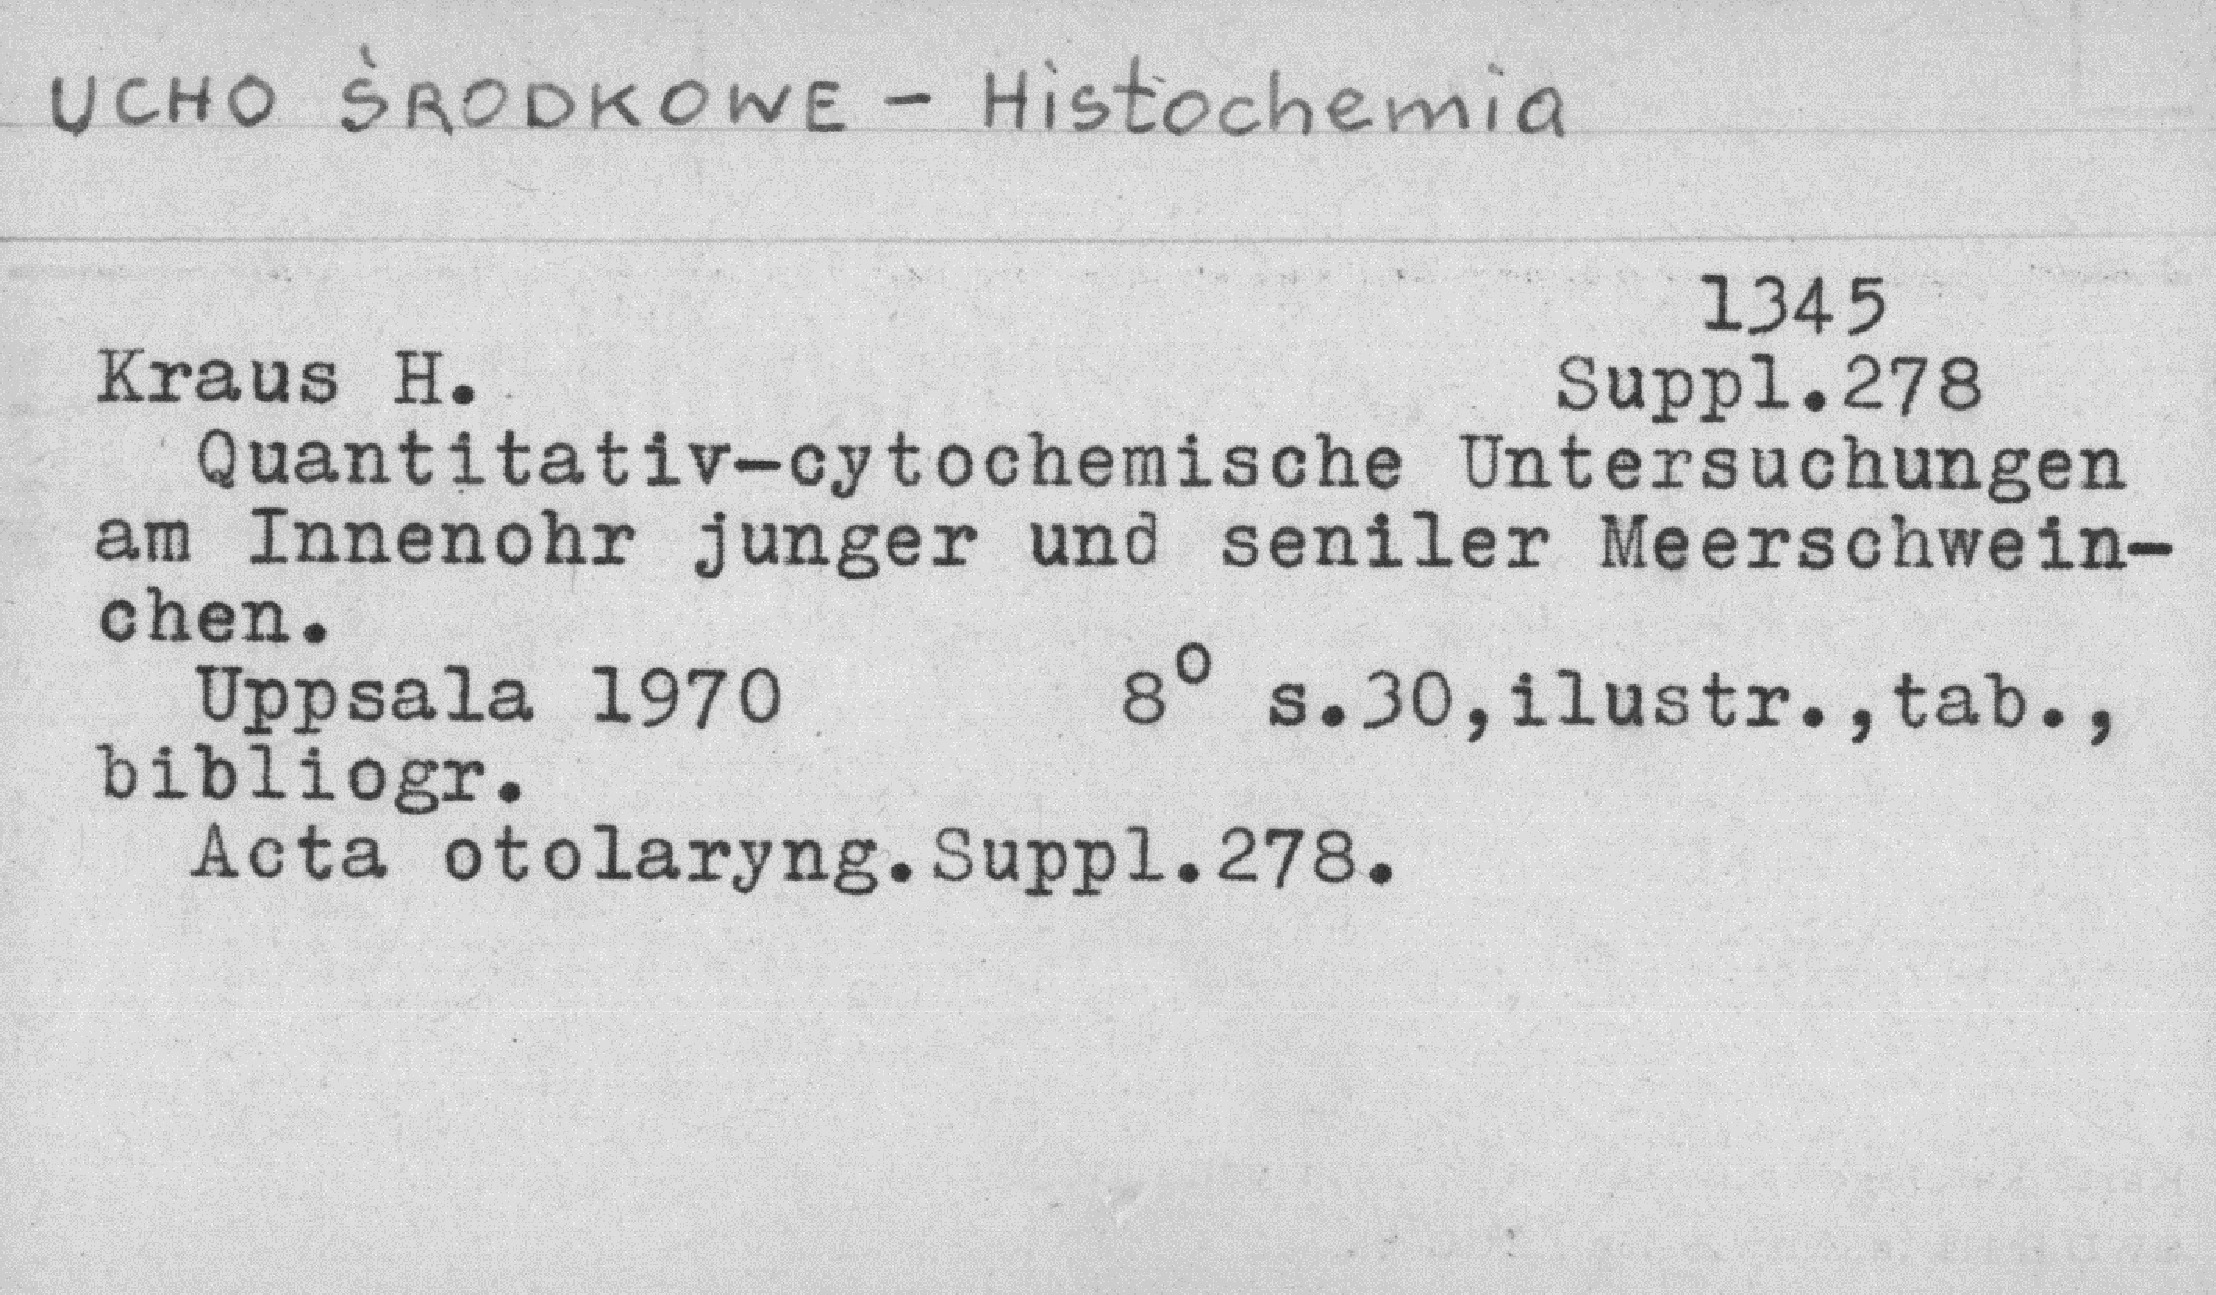 UCHO ŚRODKOWE - Histochemia
1345
Kraus H. Suppl.278
Quantitativ-cytochemische Untersuchungen
am Innenohr junger und seniler Meerschwein-
chen.
Uppsala 1970 8° s.30,ilustr.,tab.,
bibliogr.
Acta otolaryng.Suppl.278.